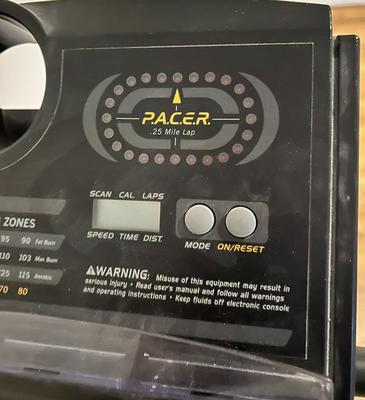 P.A.C.E.R.
.25 Mile Lap
SCAN CAL. LAPS
SPEED TIME DIST.
MODE ON/RESET
ZONES
95 90 Fat Burn
110 103 Max Burn
125 115 Aerobic
70 80
⚠WARNING: Misuse of this equipment may result in
serious injury • Read user's manual and follow all warnings
and operating instructions • Keep fluids off electronic console